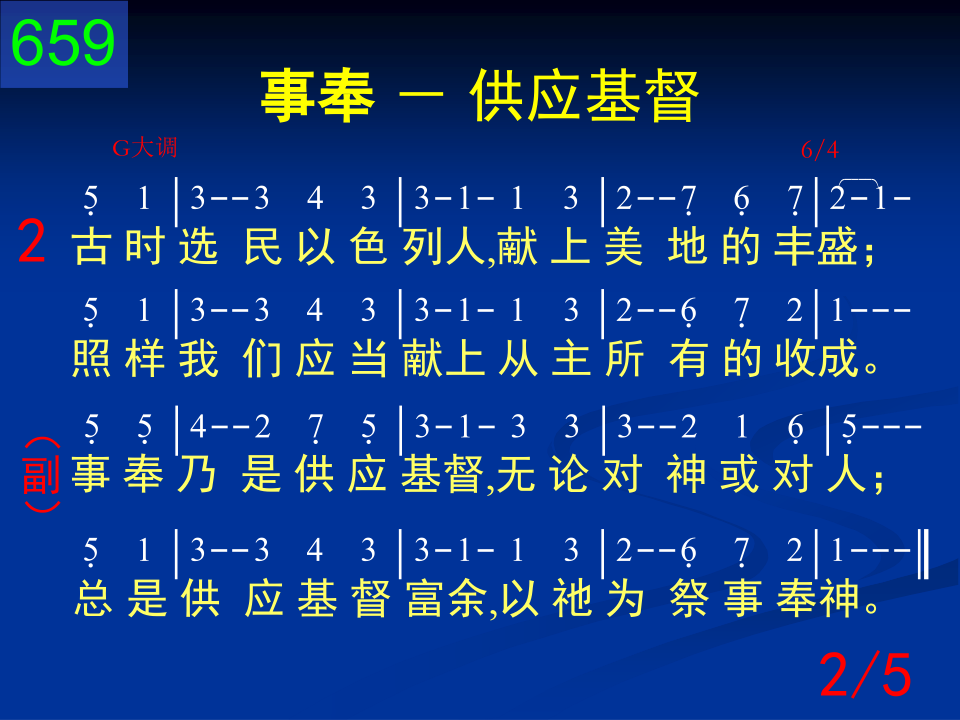 659
事奉 － 供应基督
G大调 6/4
5̣ 1│3--3 4 3│3-1- 1 3│2--7̣ 6̣ 7̣│2-1-
2 古时选民以色列人,献上美地的丰盛；
5̣ 1│3--3 4 3│3-1- 1 3│2--6̣ 7̣ 2│1---
照样我们应当献上从主所有的收成。
5̣ 5̣│4--2 7̣ 5̣│3-1- 3 3│3--2 1 6̣│5̣---
（副） 事奉乃是供应基督,无论对神或对人；
5̣ 1│3--3 4 3│3-1- 1 3│2--6̣ 7̣ 2│1---║
总是供应基督富余,以祂为祭事奉神。
2/5